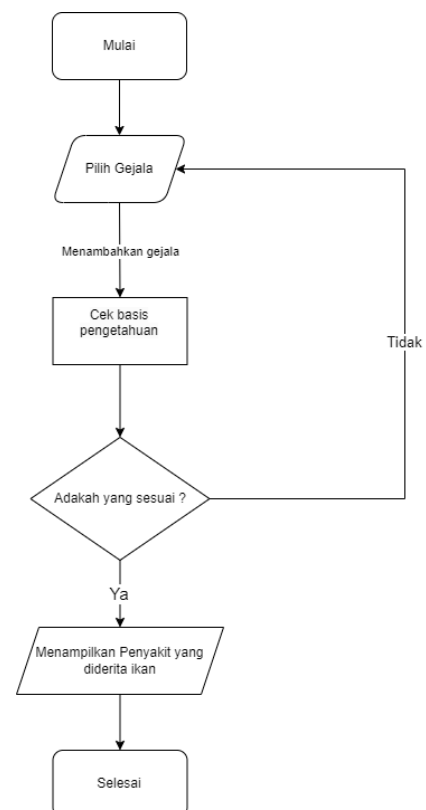 Mulai
Pilih Gejala
Menambahkan gejala
Cek basis
pengetahuan
Tidak
Adakah yang sesuai ?
Ya
Menampilkan Penyakit yang
diderita ikan
Selesai